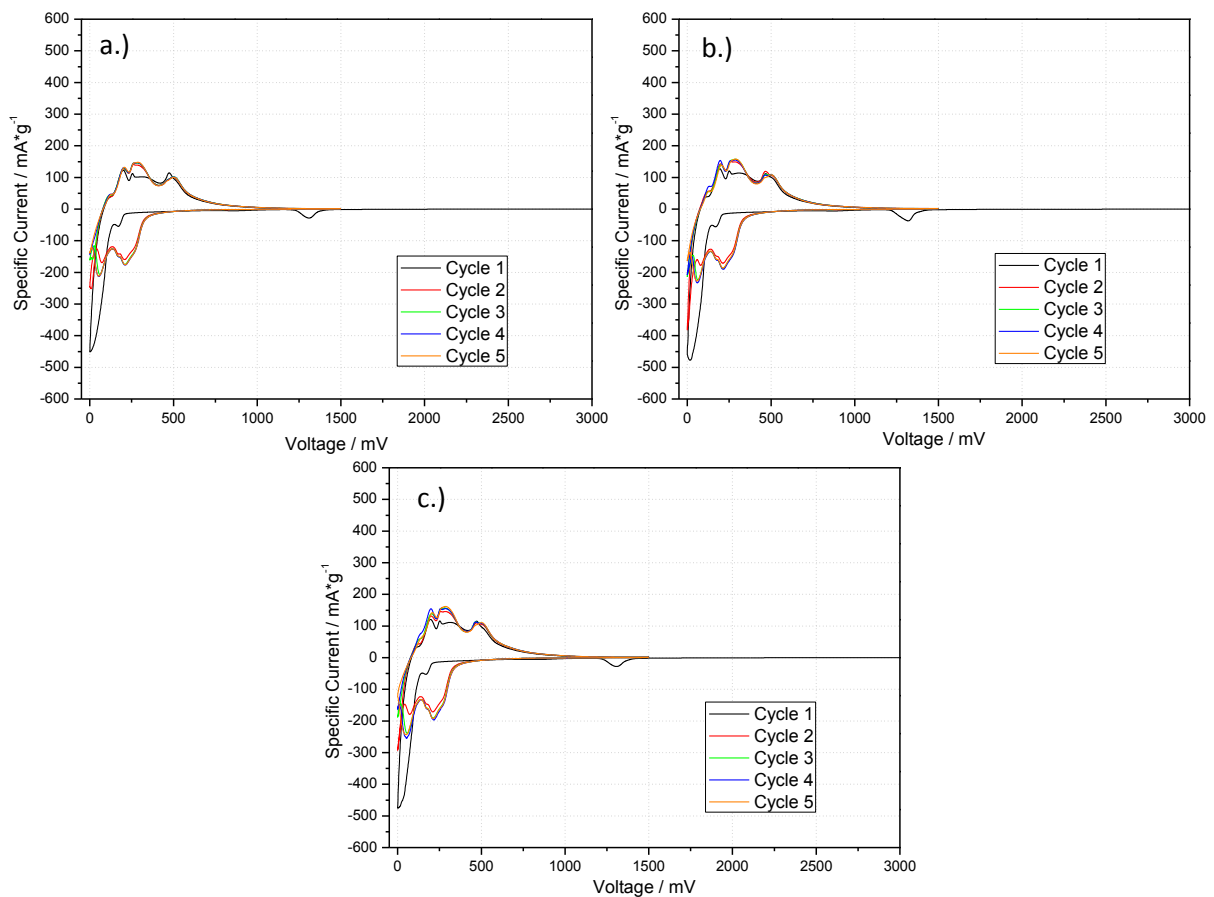 a.)
600
500
400
300
200
100
0
-100
-200
-300
-400
-500
-600
Specific Current / mA*g-1
Cycle 1
Cycle 2
Cycle 3
Cycle 4
Cycle 5
0 500 1000 1500 2000 2500 3000
Voltage / mV
b.)
600
500
400
300
200
100
0
-100
-200
-300
-400
-500
-600
Specific Current / mA*g-1
Cycle 1
Cycle 2
Cycle 3
Cycle 4
Cycle 5
0 500 1000 1500 2000 2500 3000
Voltage / mV
c.)
600
500
400
300
200
100
0
-100
-200
-300
-400
-500
-600
Specific Current / mA*g-1
Cycle 1
Cycle 2
Cycle 3
Cycle 4
Cycle 5
0 500 1000 1500 2000 2500 3000
Voltage / mV